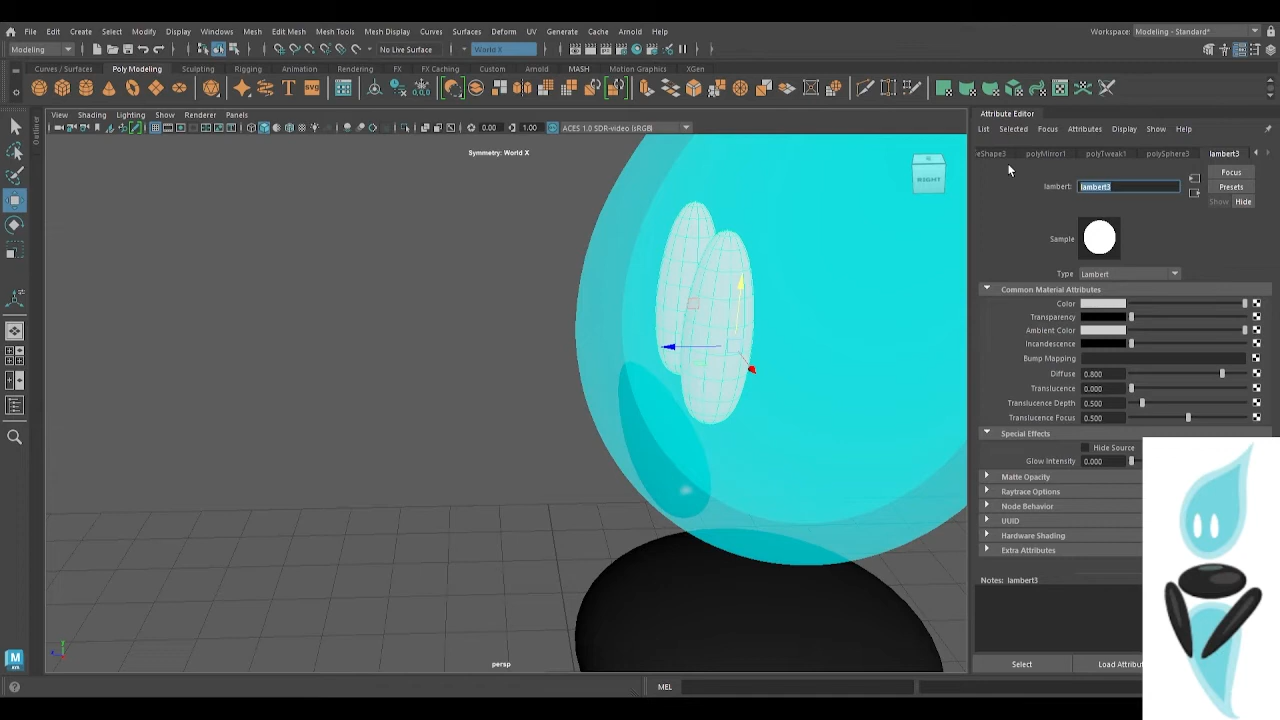 File Edit Create Select Modify Display Windows Mesh Edit Mesh Mesh Tools Mesh Display Curves Surfaces Deform UV Generate Cache Arnold Help
Workspace: Modeling - Standard*
Modeling
No Live Surface
World X
Curves / Surfaces Poly Modeling Sculpting Rigging Animation Rendering FX FX Caching Custom Arnold MASH Motion Graphics XGen
SVG
Outliner
View Shading Lighting Show Renderer Panels
0.00
1.00
ACES 1.0 SDR-video (sRGB)
Symmetry: World X
RIGHT
persp
Attribute Editor
List Selected Focus Attributes Display Show Help
eShape3 polyMirror1 polyTweak1 polySphere3 lambert3
lambert: lambert3
Focus
Presets
Show Hide
Sample
Type Lambert
Common Material Attributes
Color
Transparency
Ambient Color
Incandescence
Bump Mapping
Diffuse 0.800
Translucence 0.000
Translucence Depth 0.500
Translucence Focus 0.500
Special Effects
Hide Source
Glow Intensity 0.000
Matte Opacity
Raytrace Options
Node Behavior
UUID
Hardware Shading
Extra Attributes
Notes: lambert3
Select
Load Attribut
MEL